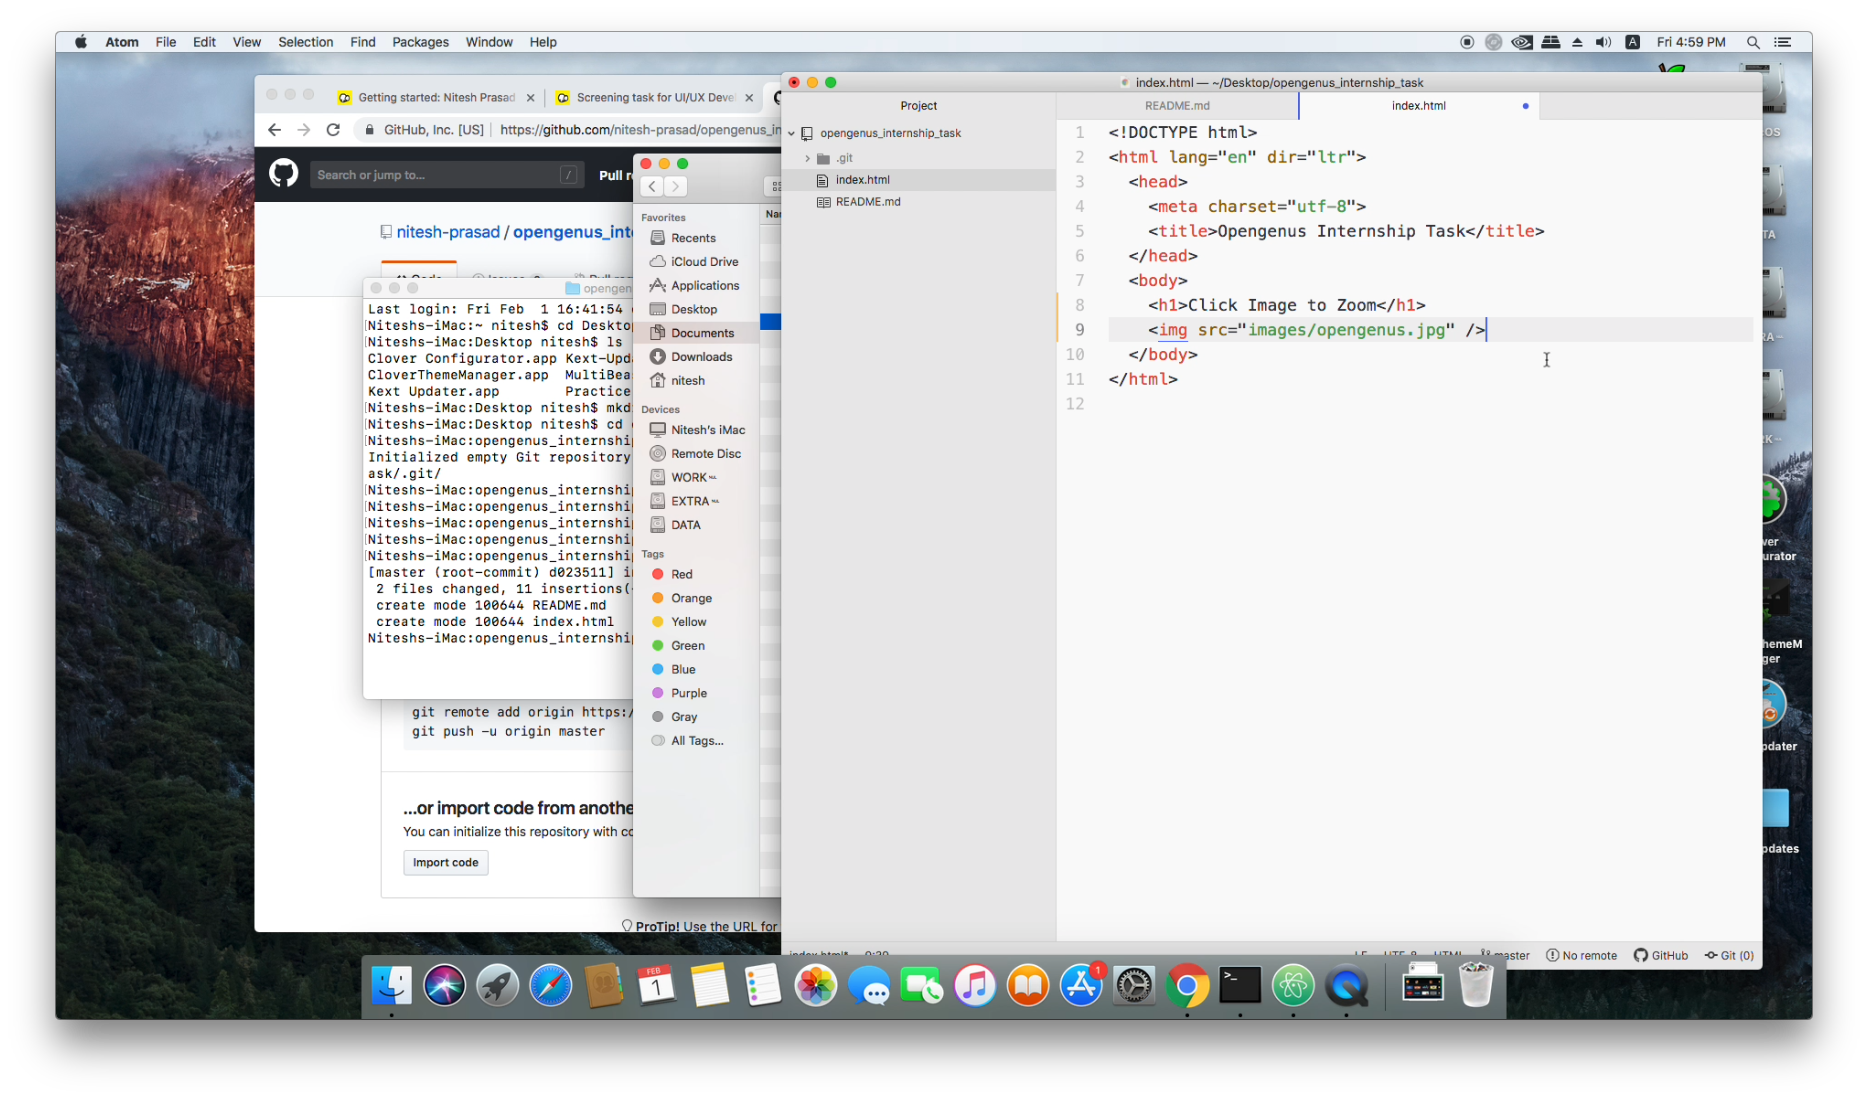 Atom File Edit View Selection Find Packages Window Help
A Fri 4:59 PM
Getting started: Nitesh Prasad
Screening task for UI/UX Devel
GitHub, Inc. [US] https://github.com/nitesh-prasad/opengenus_in
Search or jump to...
/
nitesh-prasad / opengenus_int
Last login: Fri Feb 1 16:41:54
Niteshs-iMac:~ nitesh$ cd Deskto
Niteshs-iMac:Desktop nitesh$ ls
Clover Configurator.app Kext-Upd
CloverThemeManager.app MultiBea
Kext Updater.app Practice
Niteshs-iMac:Desktop nitesh$ mkd
Niteshs-iMac:Desktop nitesh$ cd
Niteshs-iMac:opengenus_internshi
Initialized empty Git repository
ask/.git/
Niteshs-iMac:opengenus_internshi
Niteshs-iMac:opengenus_internshi
Niteshs-iMac:opengenus_internshi
Niteshs-iMac:opengenus_internshi
Niteshs-iMac:opengenus_internshi
[master (root-commit) d023511] i
2 files changed, 11 insertions(
create mode 100644 README.md
create mode 100644 index.html
Niteshs-iMac:opengenus_internshi
git remote add origin https:/
git push -u origin master
...or import code from anothe
You can initialize this repository with co
Import code
ProTip! Use the URL for
Favorites
Recents
iCloud Drive
Applications
Desktop
Documents
Downloads
nitesh
Devices
Nitesh's iMac
Remote Disc
WORK
EXTRA
DATA
Tags
Red
Orange
Yellow
Green
Blue
Purple
Gray
All Tags...
index.html — ~/Desktop/opengenus_internship_task
Project
opengenus_internship_task
.git
index.html
README.md
README.md
index.html
1 <!DOCTYPE html>
2 <html lang="en" dir="ltr">
3 <head>
4 <meta charset="utf-8">
5 <title>Opengenus Internship Task</title>
6 </head>
7 <body>
8 <h1>Click Image to Zoom</h1>
9 <img src="images/opengenus.jpg" />
10 </body>
11 </html>
12
master No remote GitHub Git (0)
FEB
1
1